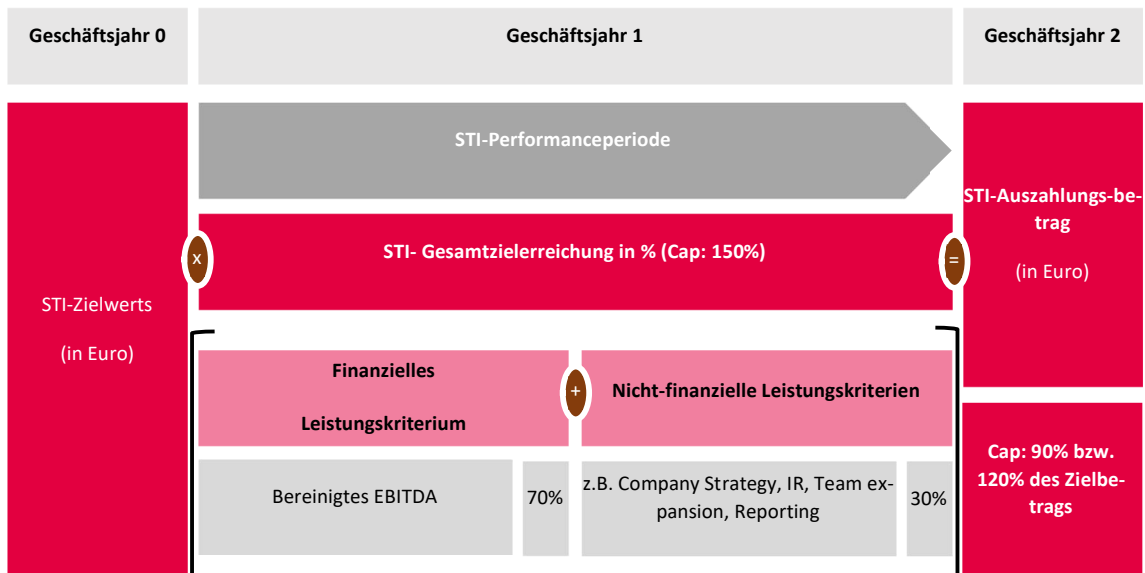 Geschäftsjahr 0
Geschäftsjahr 1
Geschäftsjahr 2
STI-Performanceperiode
STI-Zielwerts
(in Euro)
x
STI- Gesamtzielerreichung in % (Cap: 150%)
=
STI-Auszahlungs-be-
trag
(in Euro)
Finanzielles
Leistungskriterium
+
Nicht-finanzielle Leistungskriterien
Bereinigtes EBITDA
70%
z.B. Company Strategy, IR, Team ex-
pansion, Reporting
30%
Cap: 90% bzw.
120% des Zielbe-
trags